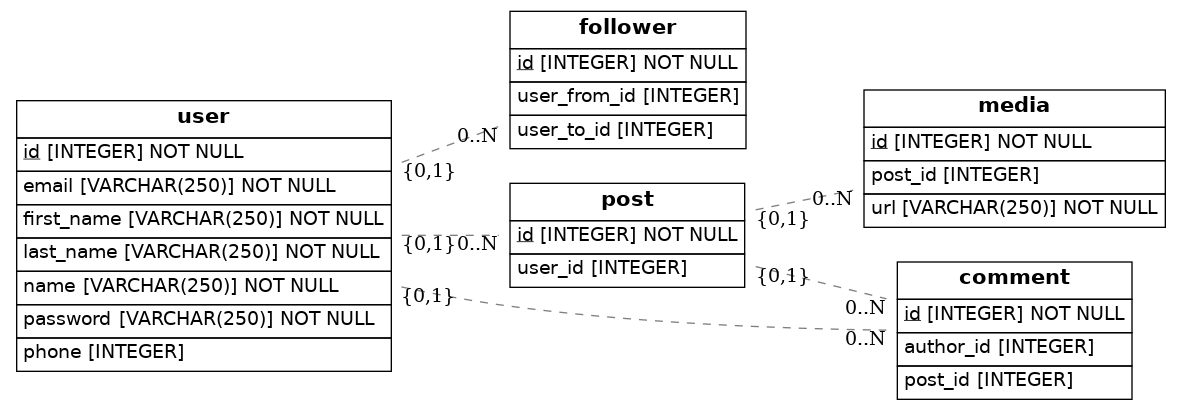 follower
id [INTEGER] NOT NULL
user_from_id [INTEGER]
user_to_id [INTEGER]
user
id [INTEGER] NOT NULL
email [VARCHAR(250)] NOT NULL
first_name [VARCHAR(250)] NOT NULL
last_name [VARCHAR(250)] NOT NULL
name [VARCHAR(250)] NOT NULL
password [VARCHAR(250)] NOT NULL
phone [INTEGER]
0..N
{0,1}
{0,1}
0..N
{0,1}
post
id [INTEGER] NOT NULL
user_id [INTEGER]
0..N
{0,1}
{0,1}
0..N
0..N
media
id [INTEGER] NOT NULL
post_id [INTEGER]
url [VARCHAR(250)] NOT NULL
comment
id [INTEGER] NOT NULL
author_id [INTEGER]
post_id [INTEGER]